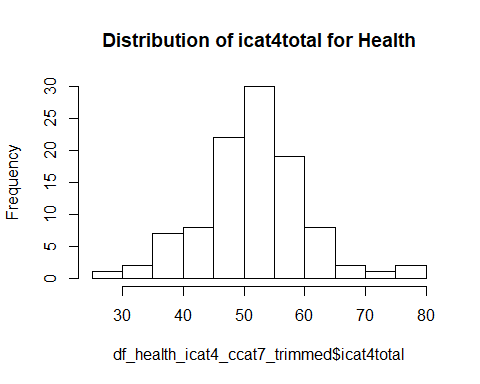 Distribution of icat4total for Health
Frequency
30
25
20
15
10
5
0
30 40 50 60 70 80
df_health_icat4_ccat7_trimmed$icat4total